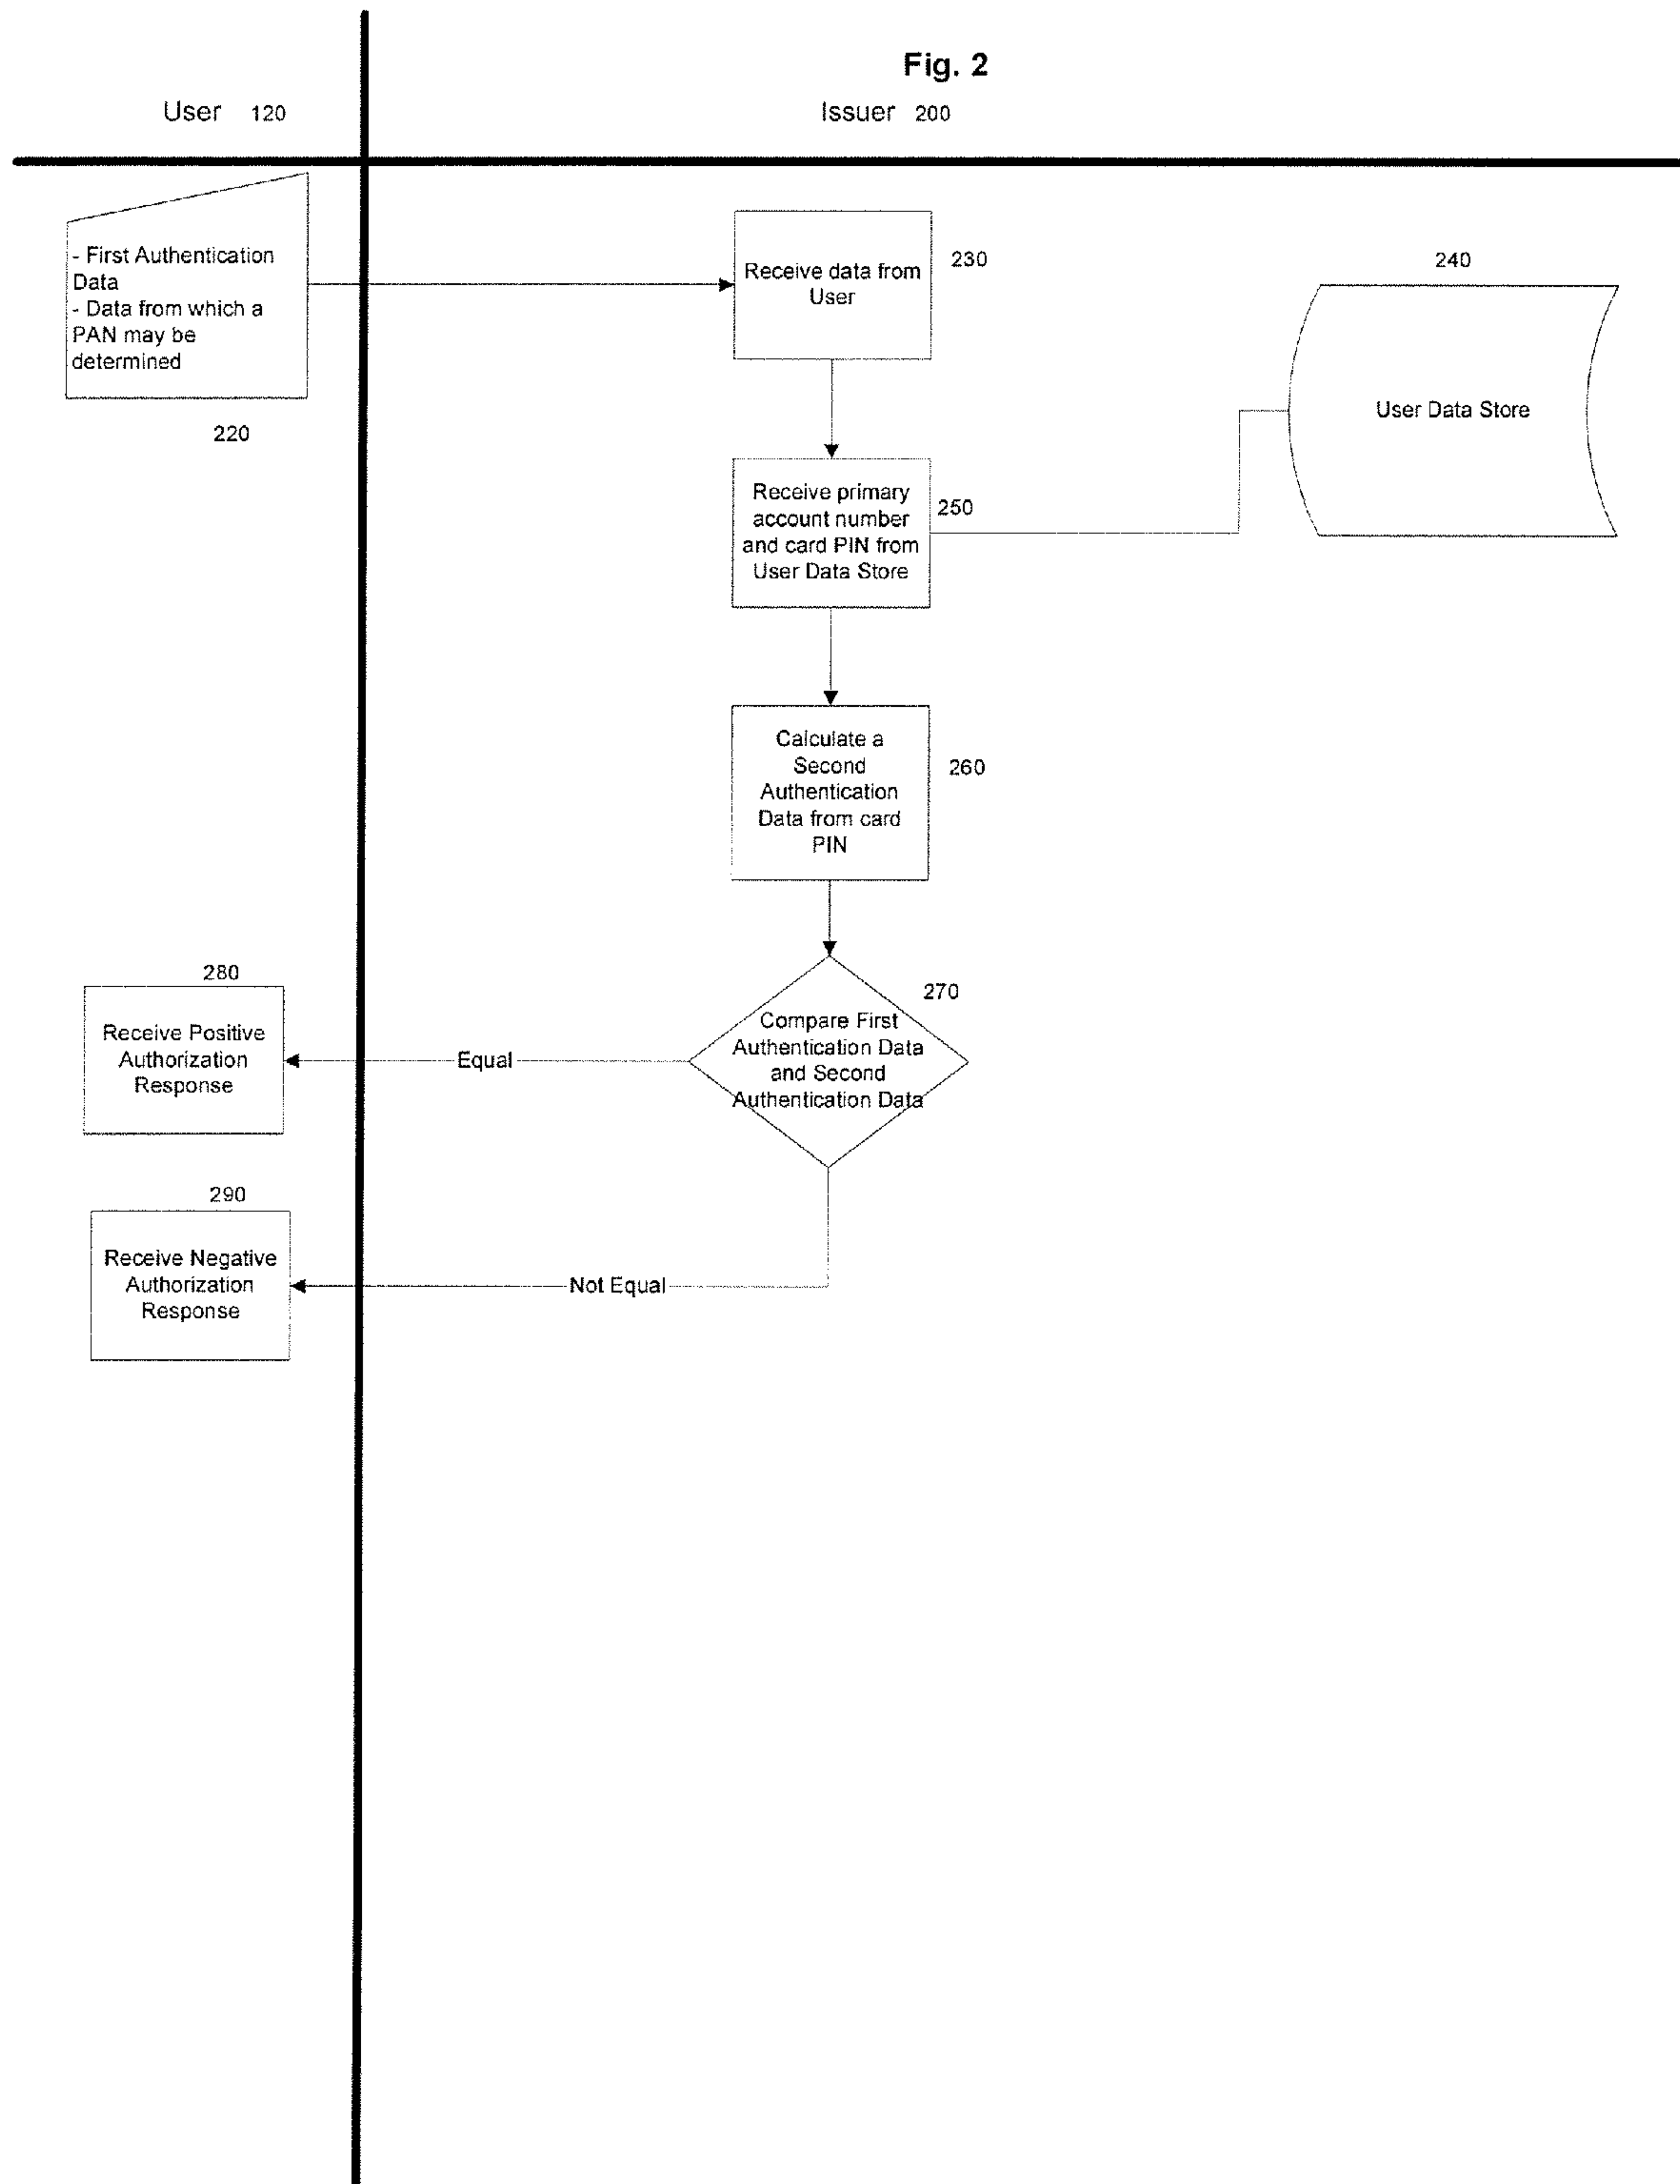 Fig. 2
User 120
Issuer 200
- First Authentication
Data
- Data from which a
PAN may be
determined
220
Receive data from
User
230
240
User Data Store
Receive primary
account number
and card PIN from
User Data Store
250
Calculate a
Second
Authentication
Data from card
PIN
260
270
Compare First
Authentication Data
and Second
Authentication Data
Equal
280
Receive Positive
Authorization
Response
290
Receive Negative
Authorization
Response
Not Equal